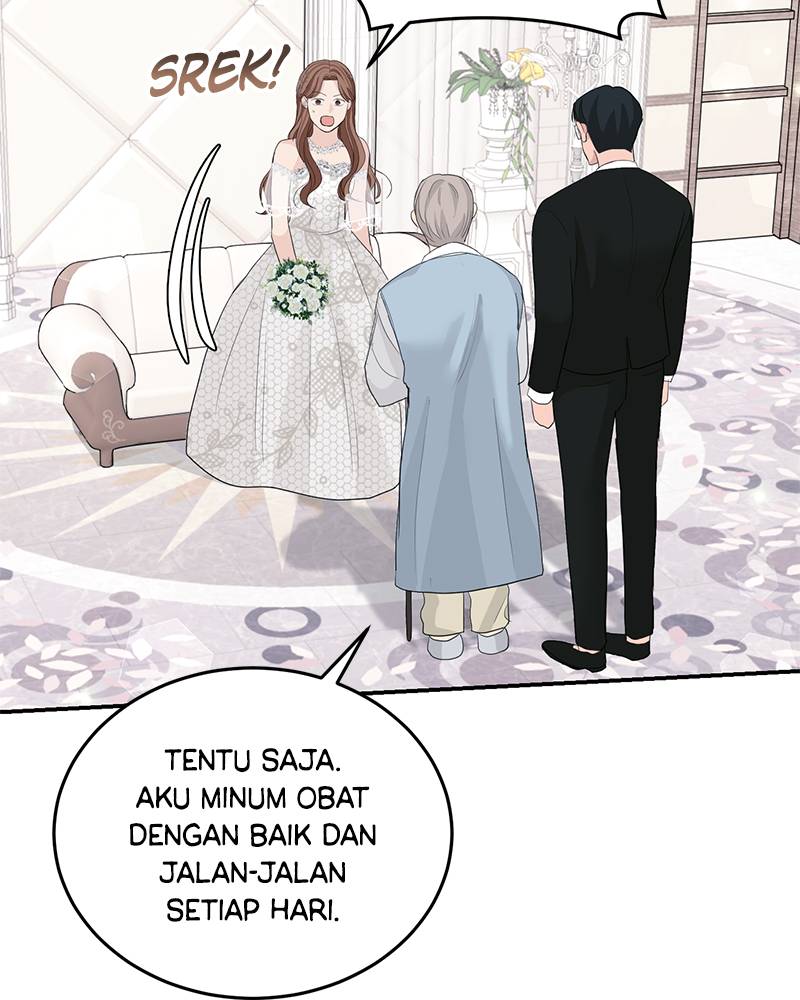 SREK!
TENTU SAJA.
AKU MINUM OBAT
DENGAN BAIK DAN
JALAN-JALAN
SETIAP HARI.